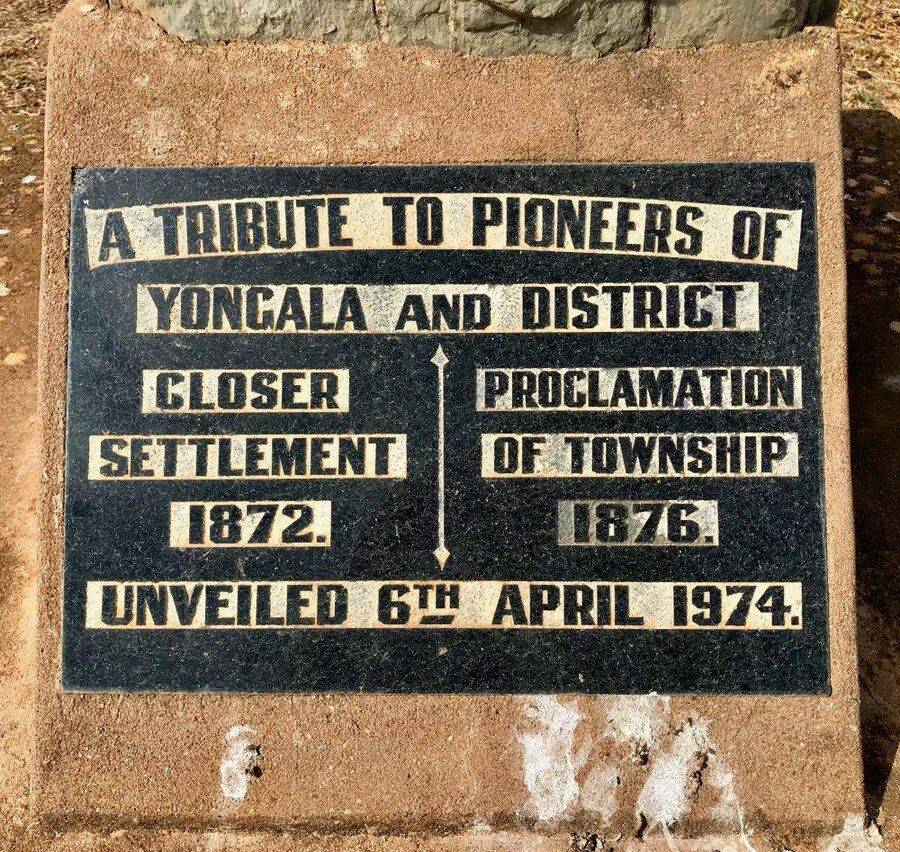 A TRIBUTE TO PIONEERS OF
YONGALA AND DISTRICT
CLOSER
SETTLEMENT
1872.
PROCLAMATION
OF TOWNSHIP
1876.
UNVEILED 6TH APRIL 1974.